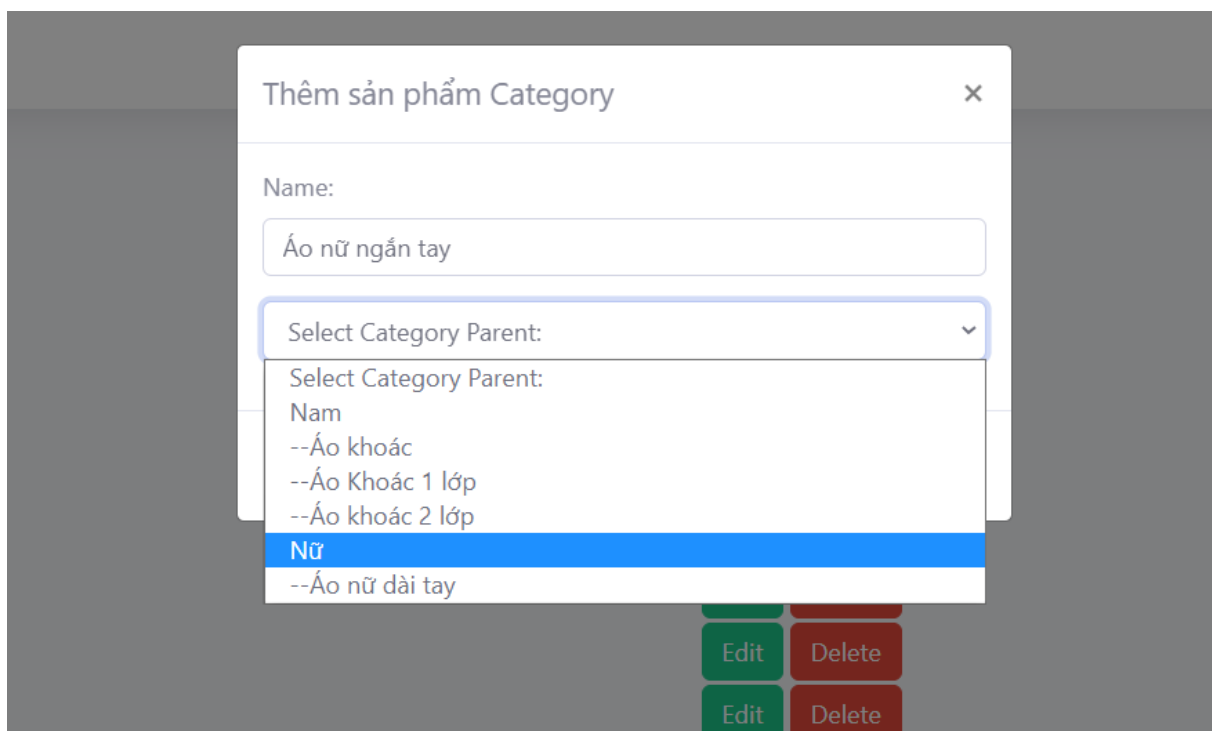 Thêm sản phẩm Category ×
Name:
Áo nữ ngắn tay
Select Category Parent:
Select Category Parent:
Nam
--Áo khoác
--Áo Khoác 1 lớp
--Áo khoác 2 lớp
Nữ
--Áo nữ dài tay
Edit Delete
Edit Delete